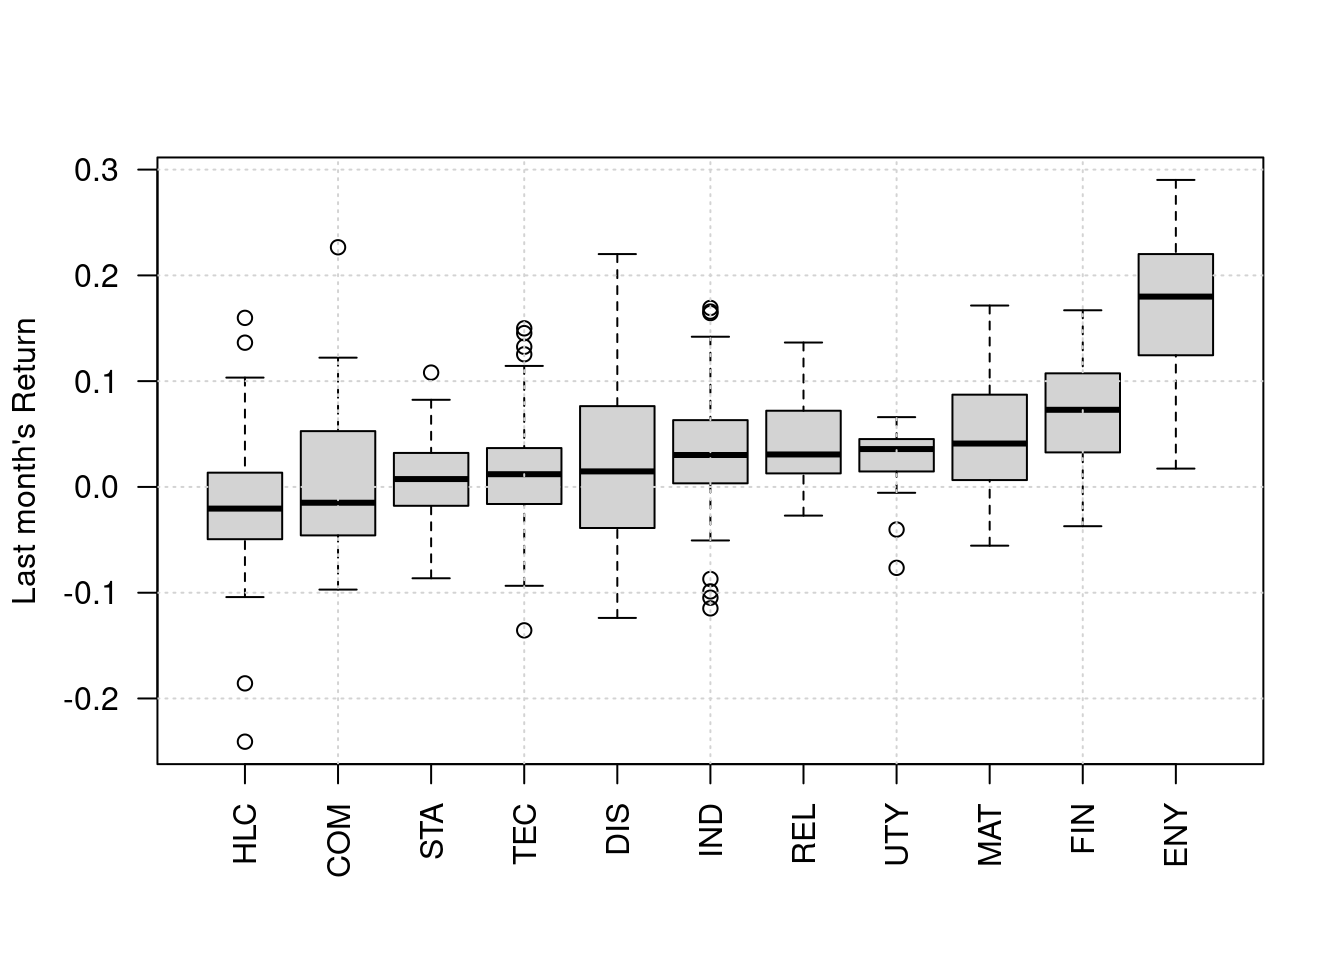 Last month's Return
0.3
0.2
0.1
0.0
-0.1
-0.2
HLC
COM
STA
TEC
DIS
IND
REL
UTY
MAT
FIN
ENY